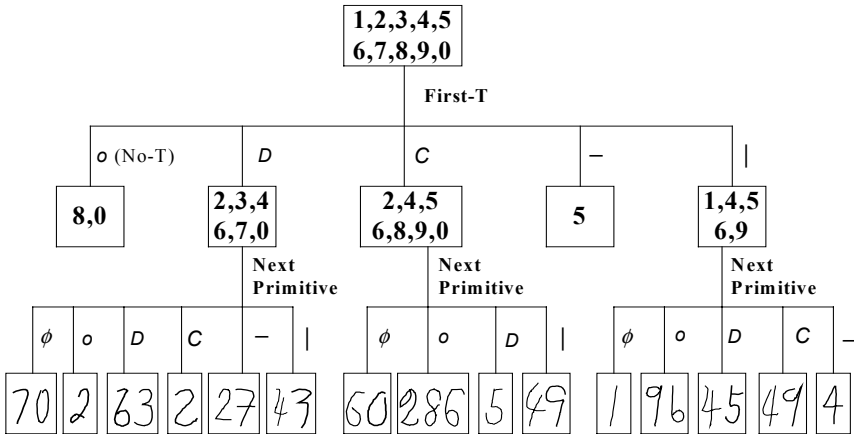 1,2,3,4,5
6,7,8,9,0
First-T
o (No-T) D C – |
8,0
2,3,4
6,7,0
2,4,5
6,8,9,0
5
1,4,5
6,9
Next
Primitive
Next
Primitive
Next
Primitive
ϕ o D C – |
ϕ o D |
ϕ o D C –
70 2 63 2 27 43
60 286 5 49
1 96 45 49 4